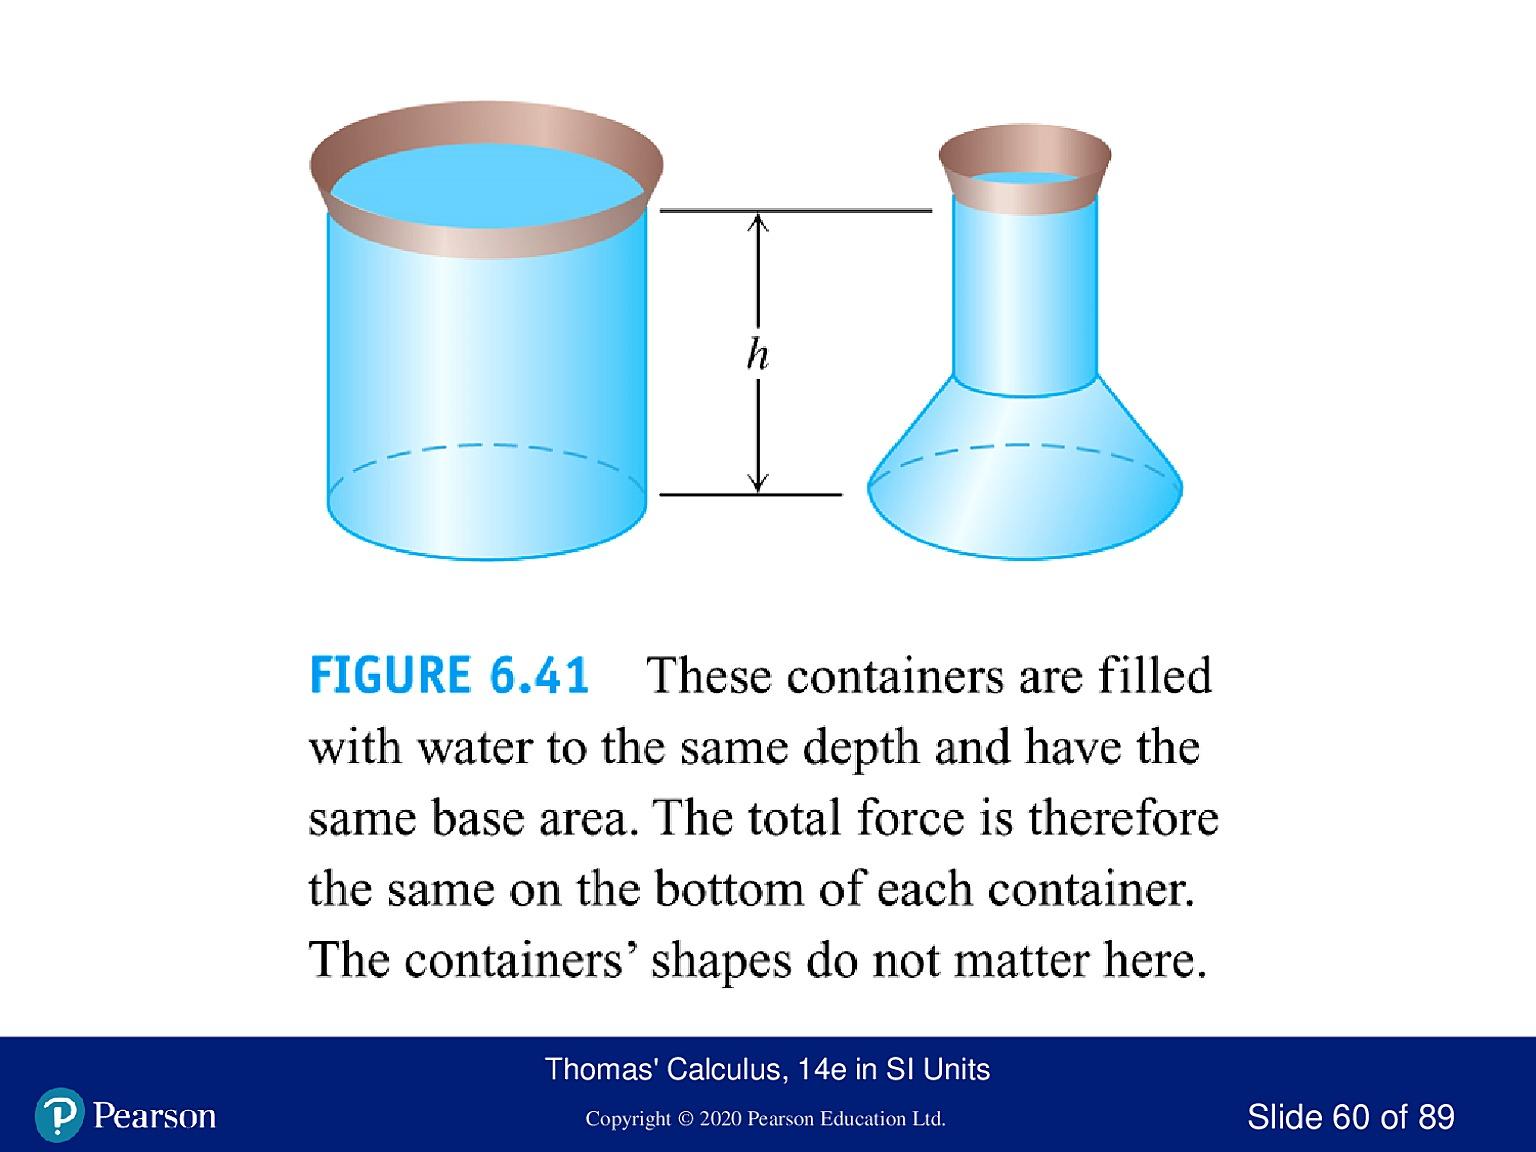 h
FIGURE 6.41 These containers are filled
with water to the same depth and have the
same base area. The total force is therefore
the same on the bottom of each container.
The containers’ shapes do not matter here.
Thomas' Calculus, 14e in SI Units
Pearson
Copyright © 2020 Pearson Education Ltd.
Slide 60 of 89